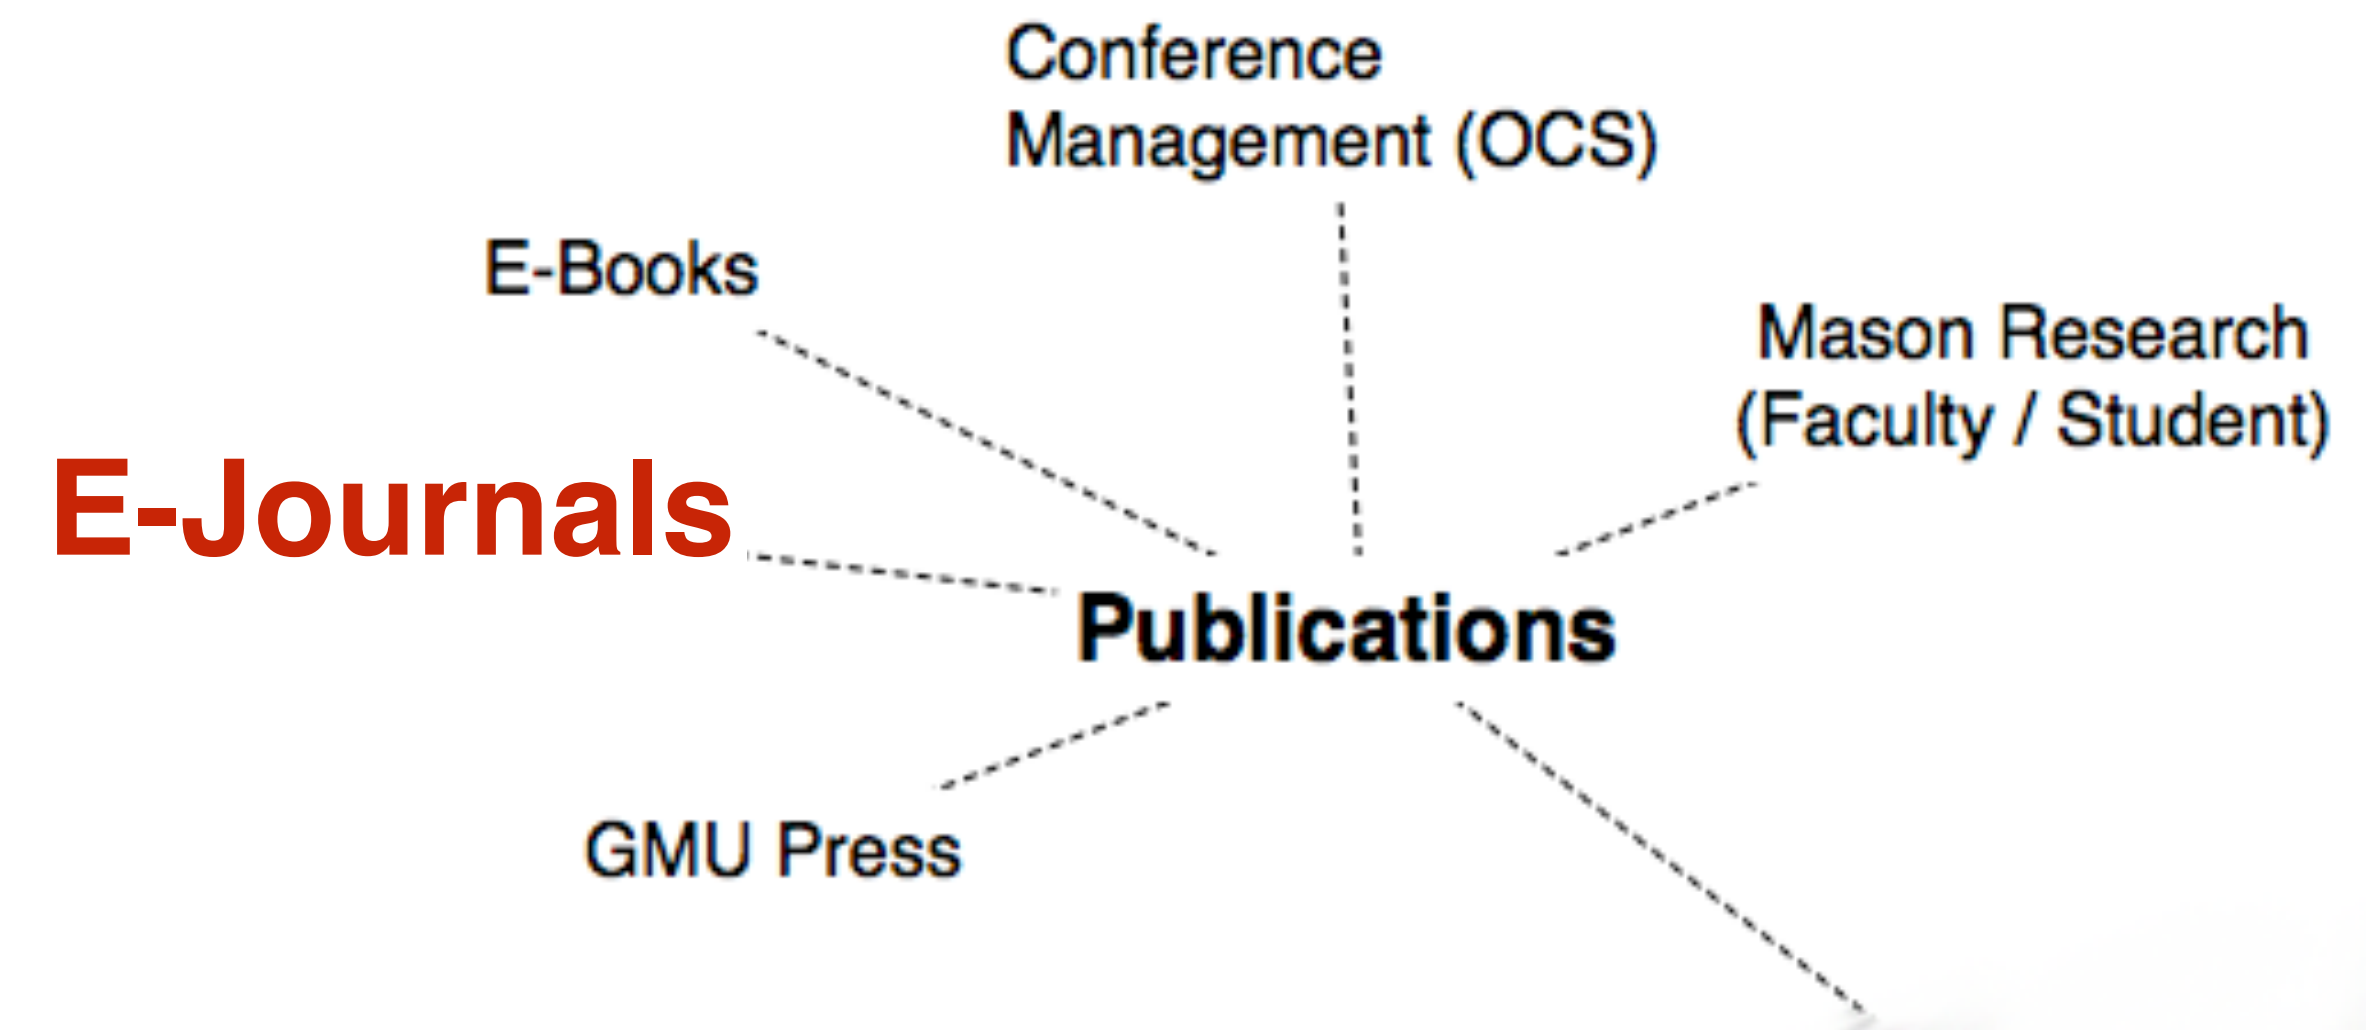 Conference
Management (OCS)
E-Books
Mason Research
(Faculty / Student)
E-Journals
Publications
GMU Press